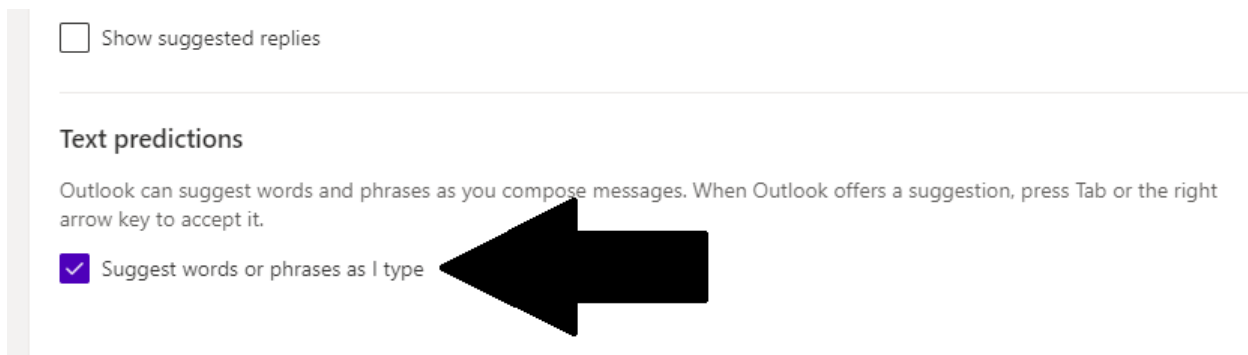 Show suggested replies
Text predictions
Outlook can suggest words and phrases as you compose messages. When Outlook offers a suggestion, press Tab or the right
arrow key to accept it.
Suggest words or phrases as I type